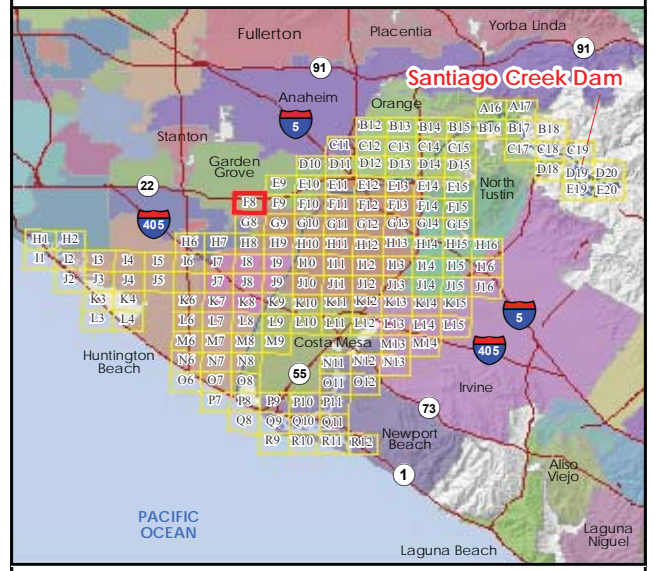 Yorba Linda
Fullerton
Placentia
91
91
Santiago Creek Dam
Anaheim
Orange
A16 A17
5
B12 B13 B14 B15 B16 B17 B18
Stanton
C11 C12 C13 C14 C15 C17 C18 C19
Garden
Grove
D10 D11 D12 D13 D14 D15 D18 D19 D20
22
E9 E10 E11 E12 E13 E14 E15 E19 E20
North
Tustin
F8 F9 F10 F11 F12 F13 F14 F15
405
G8 G9 G10 G11 G12 G13 G14 G15
H1 H2 H6 H7 H8 H9 H10 H11 H12 H13 H14 H15 H16
I1 I2 I3 I4 I5 I6 I7 I8 I9 I10 I11 I12 I13 I14 I15 I16
J2 J3 J4 J5 J7 J8 J9 J10 J11 J12 J13 J14 J15 J16
K3 K4 K6 K7 K8 K9 K10 K11 K12 K13 K14 K15
5
L3 L4 L6 L7 L8 L9 L10 L11 L12 L13 L14 L15
M6 M7 M8 M9 Costa Mesa M13 M14
405
Huntington
Beach
N6 N7 N8 N11 N12 N13
55
O6 O7 O8 O11 O12
Irvine
P7 P8 P9 P10 P11
73
Q8 Q9 Q10 Q11
Newport
Beach
R9 R10 R11 R12
1
Aliso
Viejo
PACIFIC
OCEAN
Laguna
Niguel
Laguna Beach